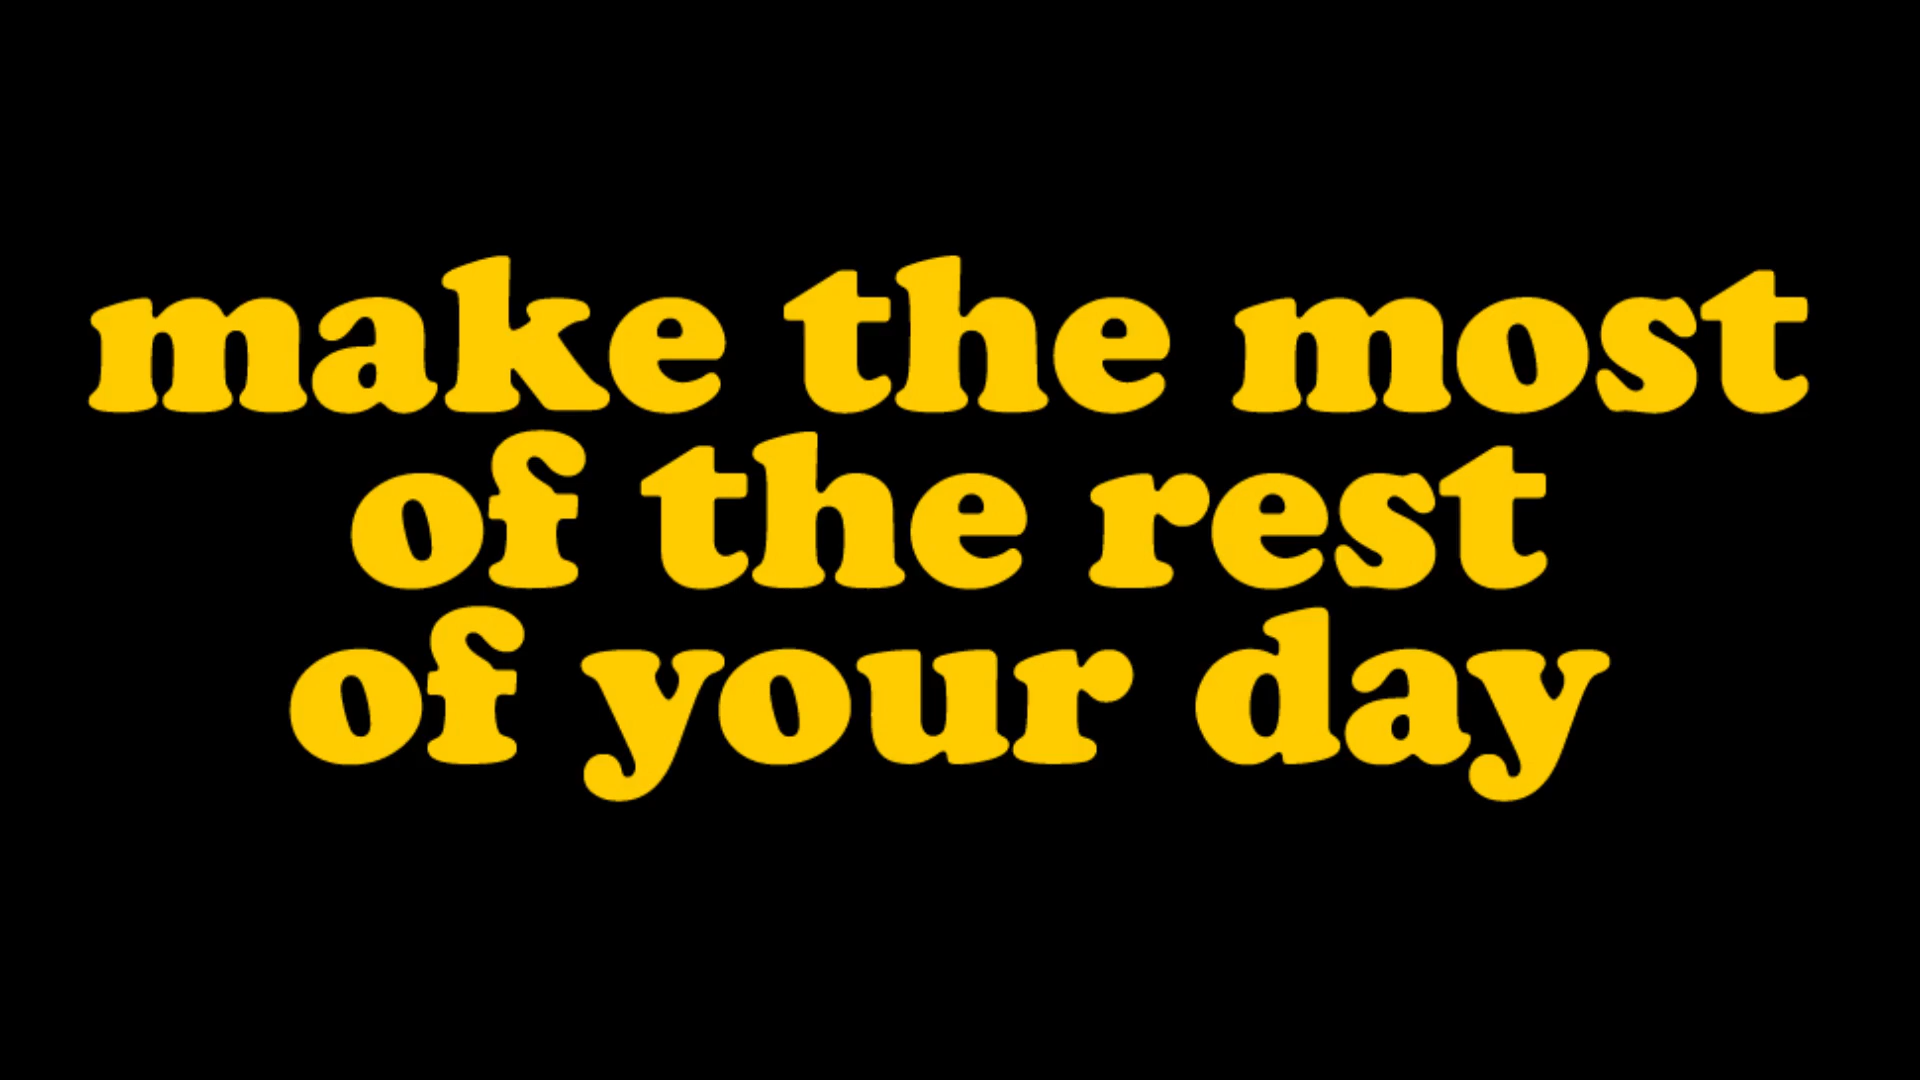 make the most
of the rest
of your day